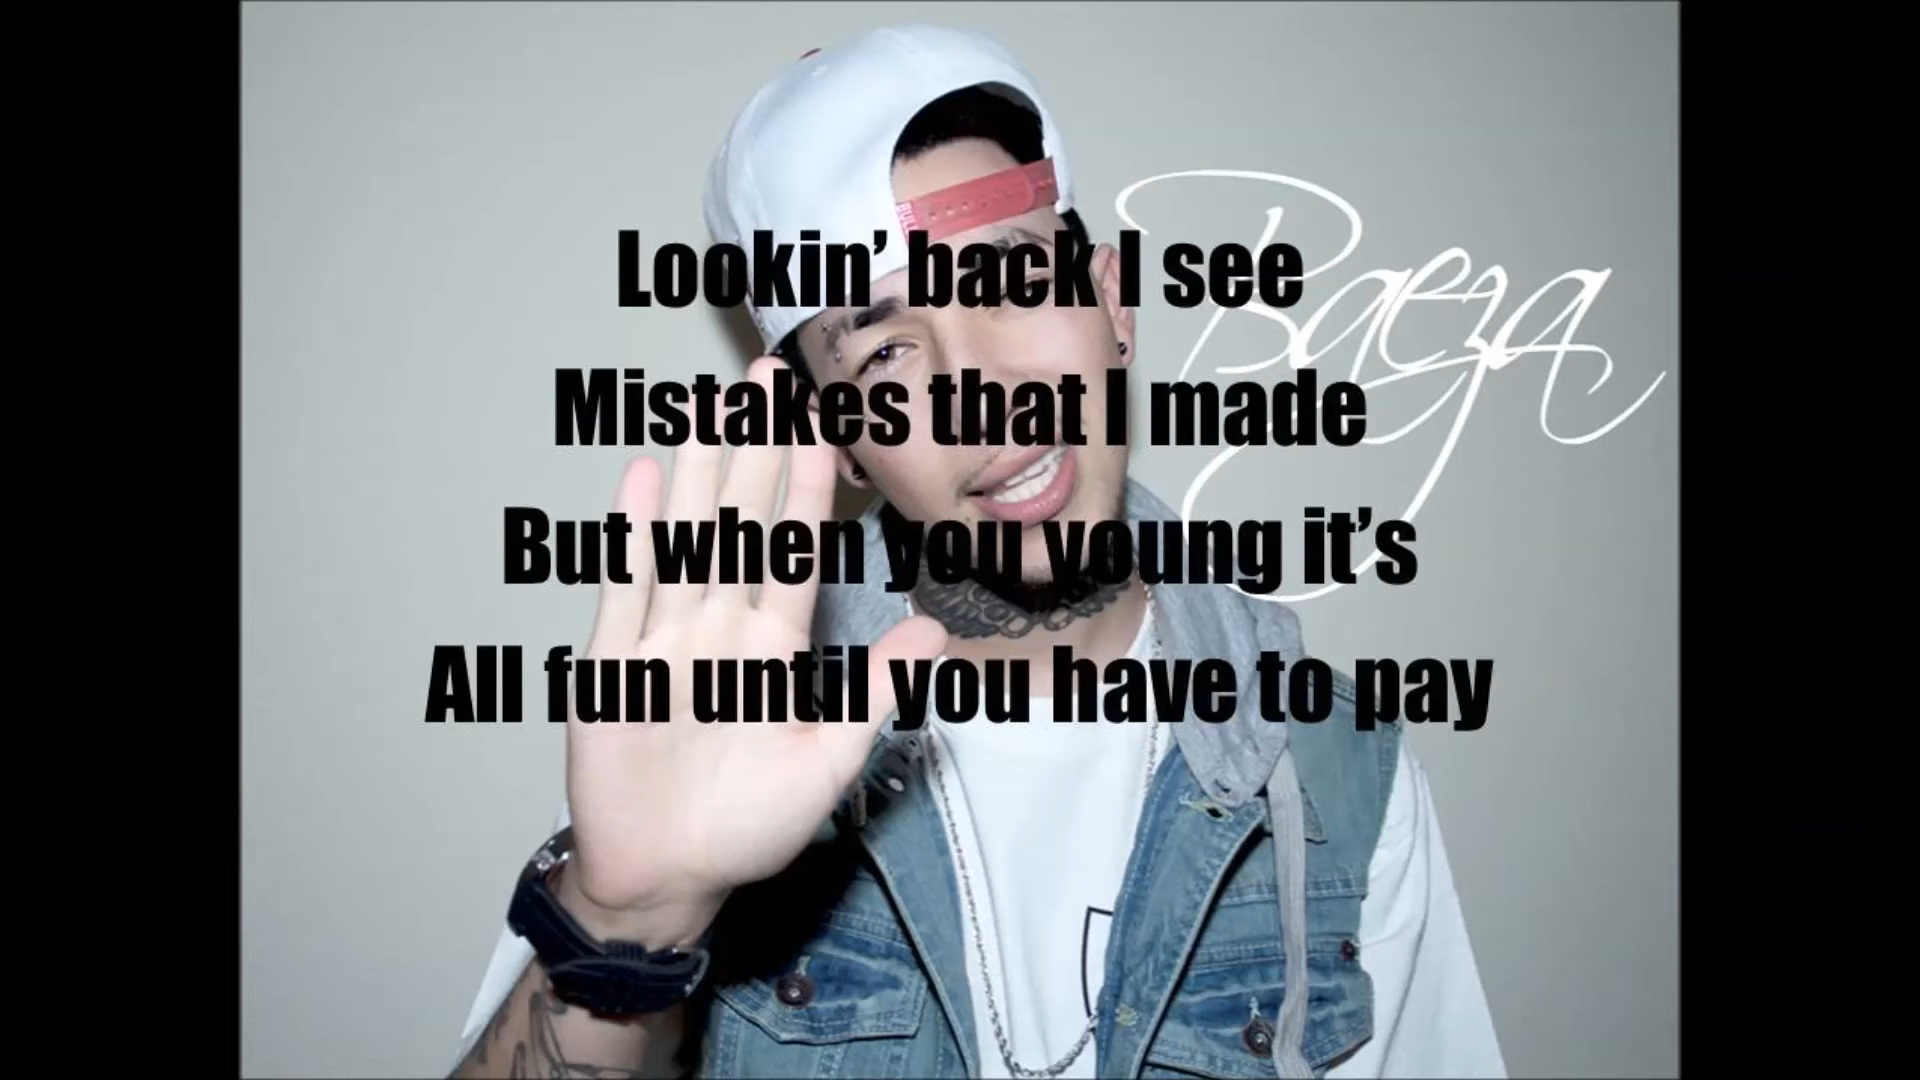 Lookin’ back I see
Baeza
Mistakes that I made
But when you young it’s
All fun until you have to pay